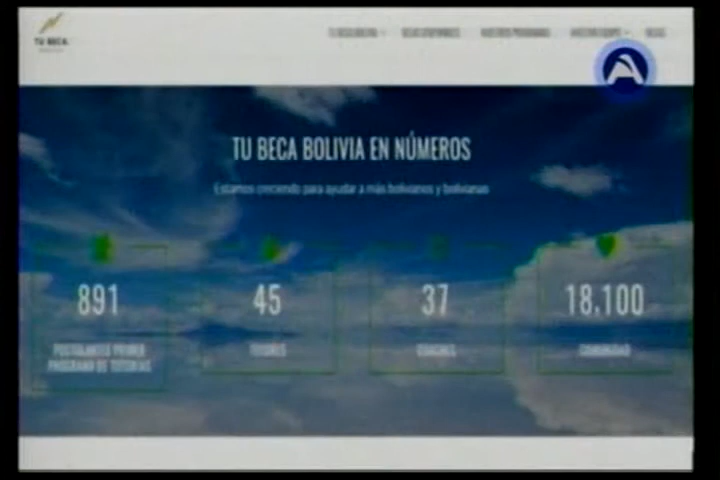 TU BECA
TU BECA BOLIVIA EN NÚMEROS
Estamos creciendo para ayudar a más bolivianos y bolivianas
891
45
37
18.100
POSTULANTES PRIMER
PROGRAMA DE TUTORÍAS
TUTORES
COACHES
COMUNIDAD